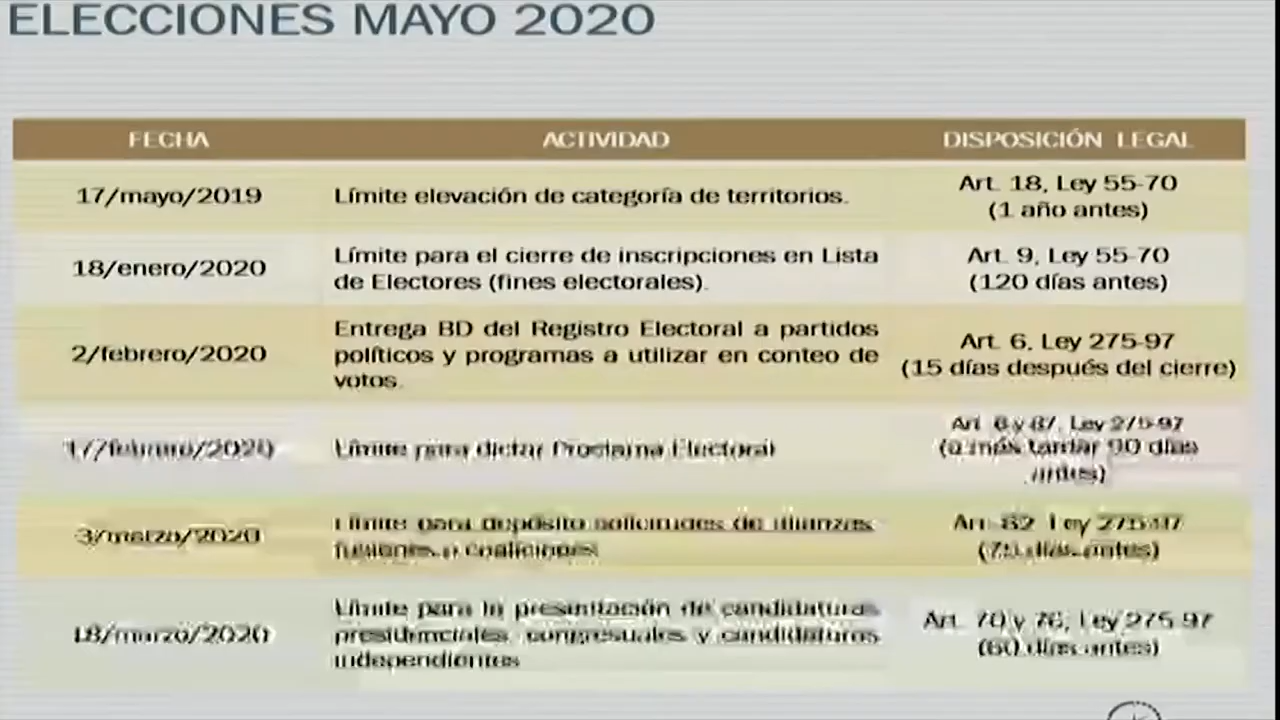 ELECCIONES MAYO 2020
FECHA ACTIVIDAD DISPOSICIÓN LEGAL
17/mayo/2019 Límite elevación de categoría de territorios. Art. 18, Ley 55-70
(1 año antes)
18/enero/2020 Límite para el cierre de inscripciones en Lista
de Electores (fines electorales). Art. 9, Ley 55-70
(120 días antes)
2/febrero/2020 Entrega BD del Registro Electoral a partidos
políticos y programas a utilizar en conteo de
votos. Art. 6, Ley 275-97
(15 días después del cierre)
17/febrero/2020 Límite para dictar Proclama Electoral Art. 6 y 87, Ley 275-97
(a más tardar 90 días
antes)
3/marzo/2020 Límite para depósito solicitudes de alianzas
fusiones o coaliciones Art. 62 Ley 275-97
(75 días antes)
18/marzo/2020 Límite para la presentación de candidaturas
presidenciales, congresuales y candidaturas
independientes Art. 70 y 76, Ley 275-97
(60 días antes)